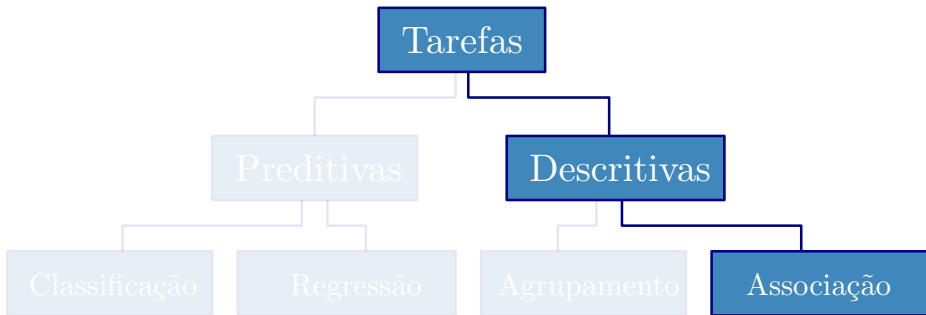 Tarefas
Preditivas
Descritivas
Classificação
Regressão
Agrupamento
Associação